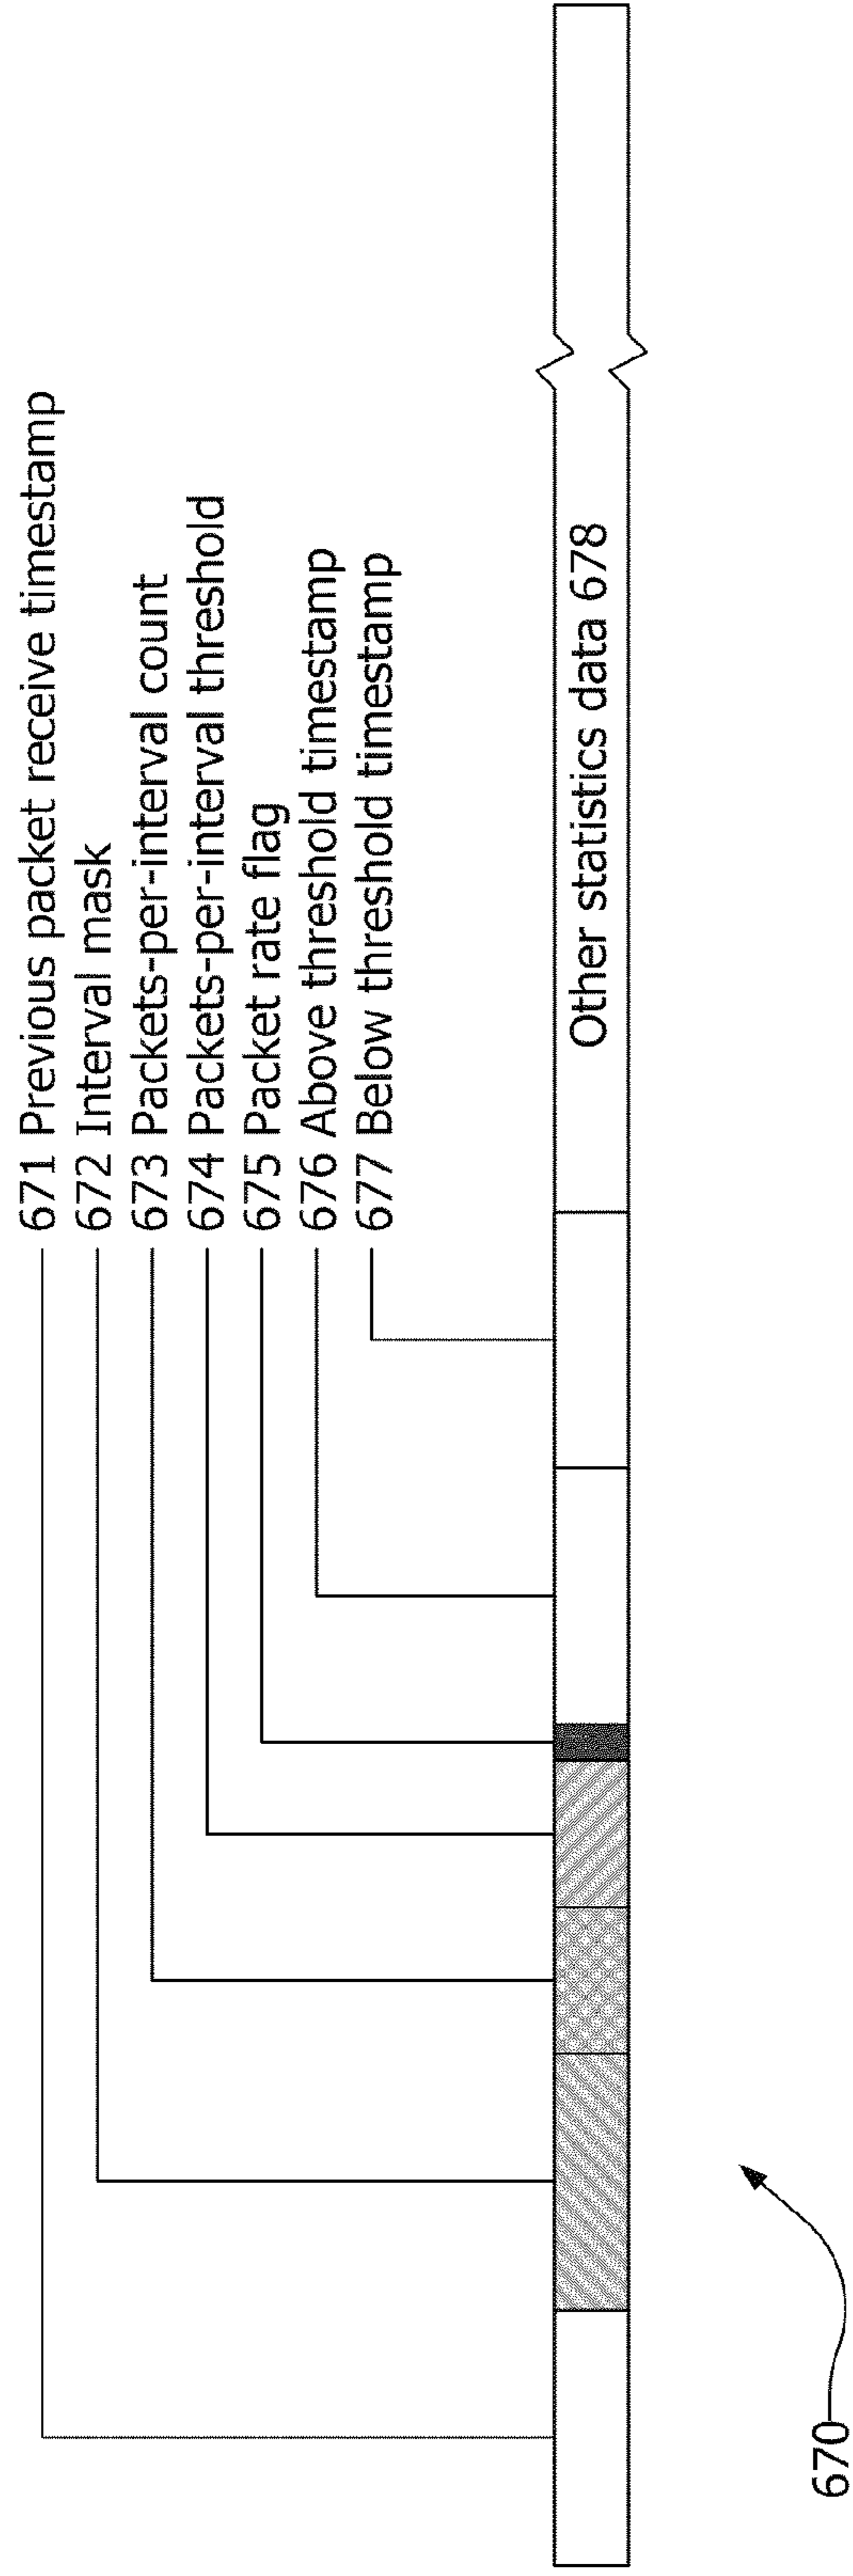 671 Previous packet receive timestamp
672 Interval mask
673 Packets-per-interval count
674 Packets-per-interval threshold
675 Packet rate flag
676 Above threshold timestamp
677 Below threshold timestamp
Other statistics data 678
670